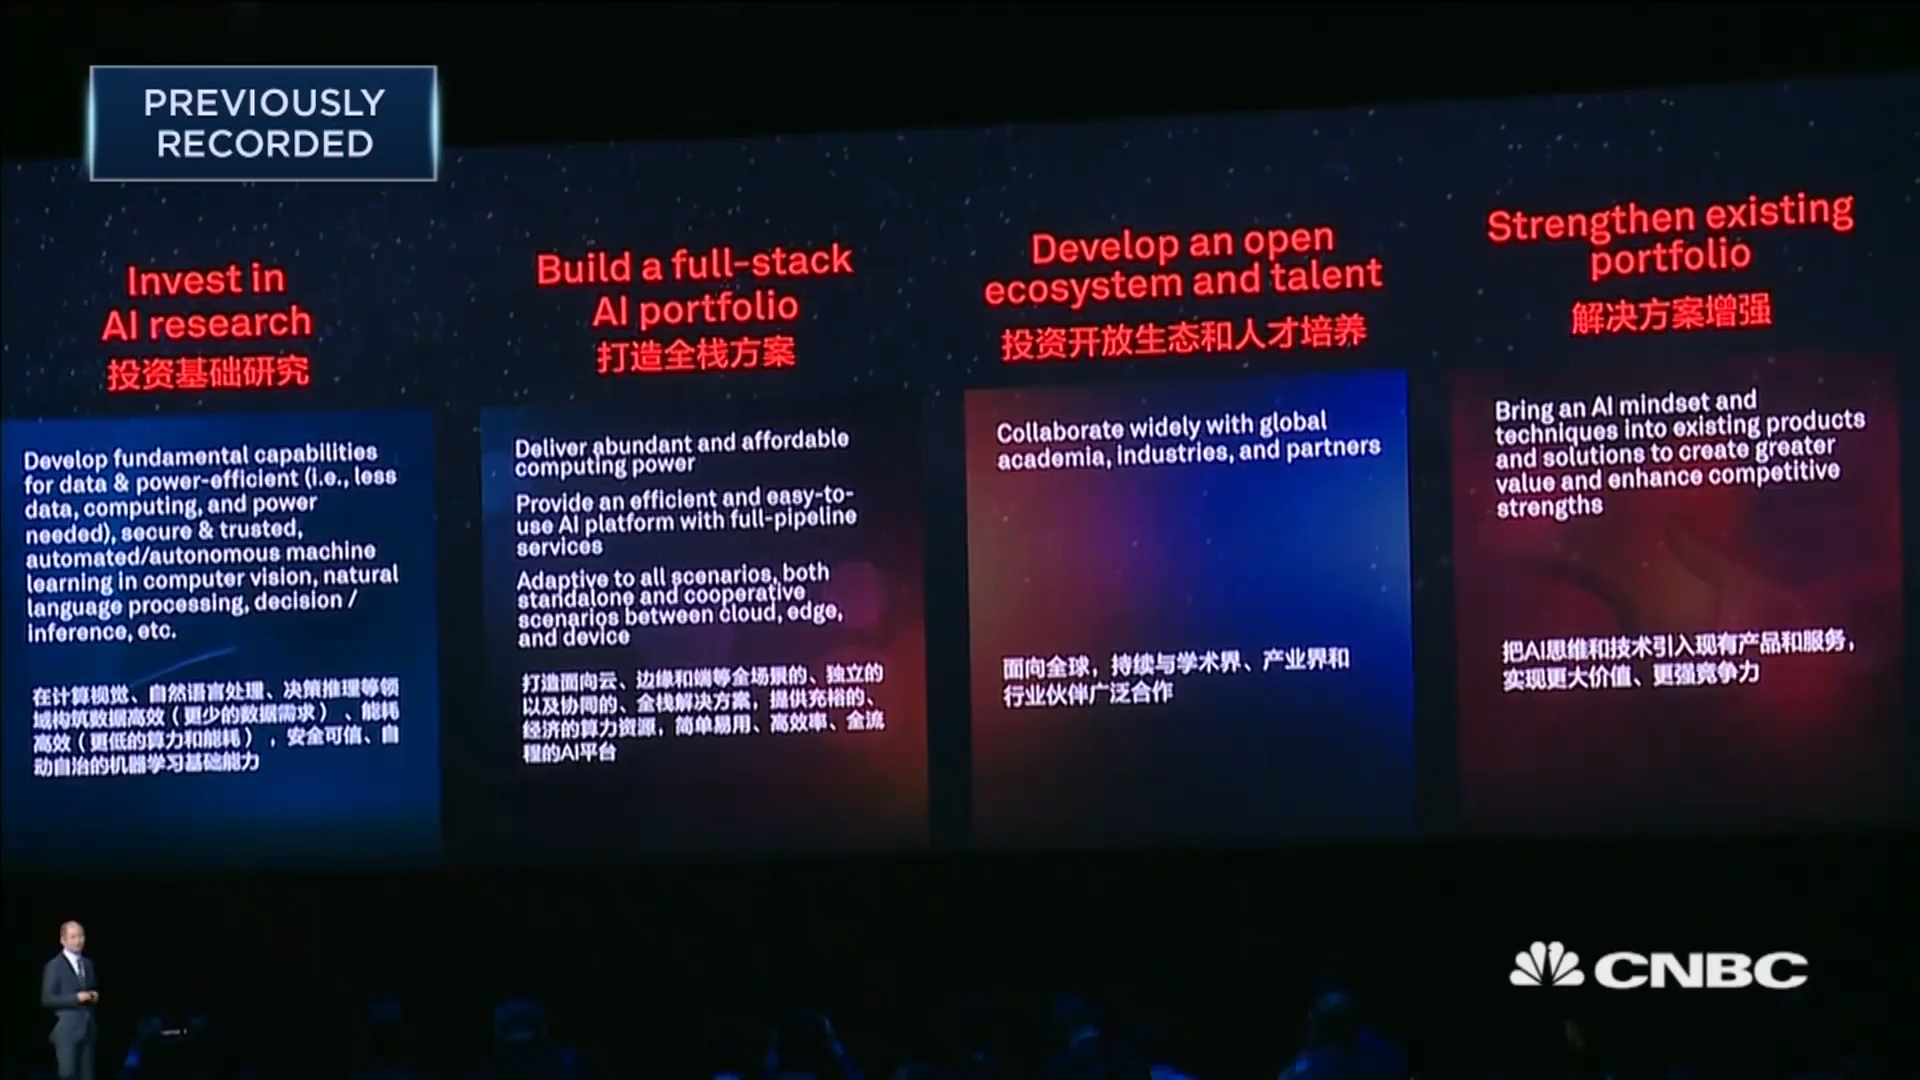 PREVIOUSLY
RECORDED
Invest in
AI research
投资基础研究
Develop fundamental capabilities
for data & power-efficient (i.e., less
data, computing, and power
needed), secure & trusted,
automated/autonomous machine
learning in computer vision, natural
language processing, decision /
inference, etc.
在计算视觉、自然语言处理、决策推理等领
域构筑数据高效（更少的数据需求）、能耗
高效（更低的算力和能耗），安全可信、自
动自治的机器学习基础能力
Build a full-stack
AI portfolio
打造全栈方案
Deliver abundant and affordable
computing power
Provide an efficient and easy-to-
use AI platform with full-pipeline
services
Adaptive to all scenarios, both
standalone and cooperative
scenarios between cloud, edge,
and device
打造面向云、边缘和端等全场景的、独立的
以及协同的、全栈解决方案，提供充裕的、
经济的算力资源，简单易用、高效率、全流
程的AI平台
Develop an open
ecosystem and talent
投资开放生态和人才培养
Collaborate widely with global
academia, industries, and partners
面向全球，持续与学术界、产业界和
行业伙伴广泛合作
Strengthen existing
portfolio
解决方案增强
Bring an AI mindset and
techniques into existing products
and solutions to create greater
value and enhance competitive
strengths
把AI思维和技术引入现有产品和服务，
实现更大价值、更强竞争力
CNBC